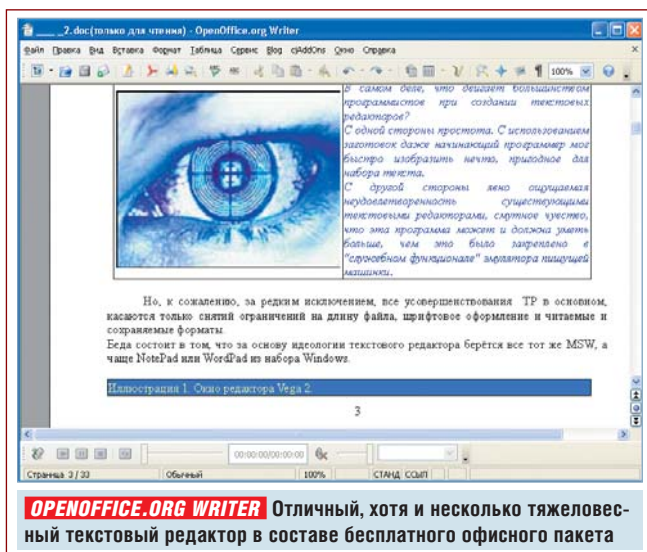 ____ _2.doc(только для чтения) - OpenOffice.org Writer
Файл Правка Вид Вставка Формат Таблица Сервис Blog cjAddOns Окно Справка
100%
В самом деле, что двигает большинством
программистов при создании текстовых
редакторов?
С одной стороны простота. С использованием
заготовок даже начинающий программер мог
быстро изобразить нечто, пригодное для
набора текста.
С другой стороны явно ощущаемая
неудовлетворенность существующими
текстовыми редакторами, смутное чувство,
что эта программа может и должна уметь
больше, чем это было закреплено в
"служебном функционале" эмулятора пишущей
машинки.
Но, к сожалению, за редким исключением, все усовершенствования ТР в основном,
касаются только снятий ограничений на длину файла, шрифтовое оформление и читаемые и
сохраняемые форматы.
Беда состоит в том, что за основу идеологии текстового редактора берётся все тот же MSW, а
чаще NotePad или WordPad из набора Windows.
Иллюстрация 1. Окно редактора Vega 2.
3
00:00:00/00:00:00
Страница 3 / 33 Обычный 100% СТАНД ССЫЛ
OPENOFFICE.ORG WRITER Отличный, хотя и несколько тяжеловес-
ный текстовый редактор в составе бесплатного офисного пакета